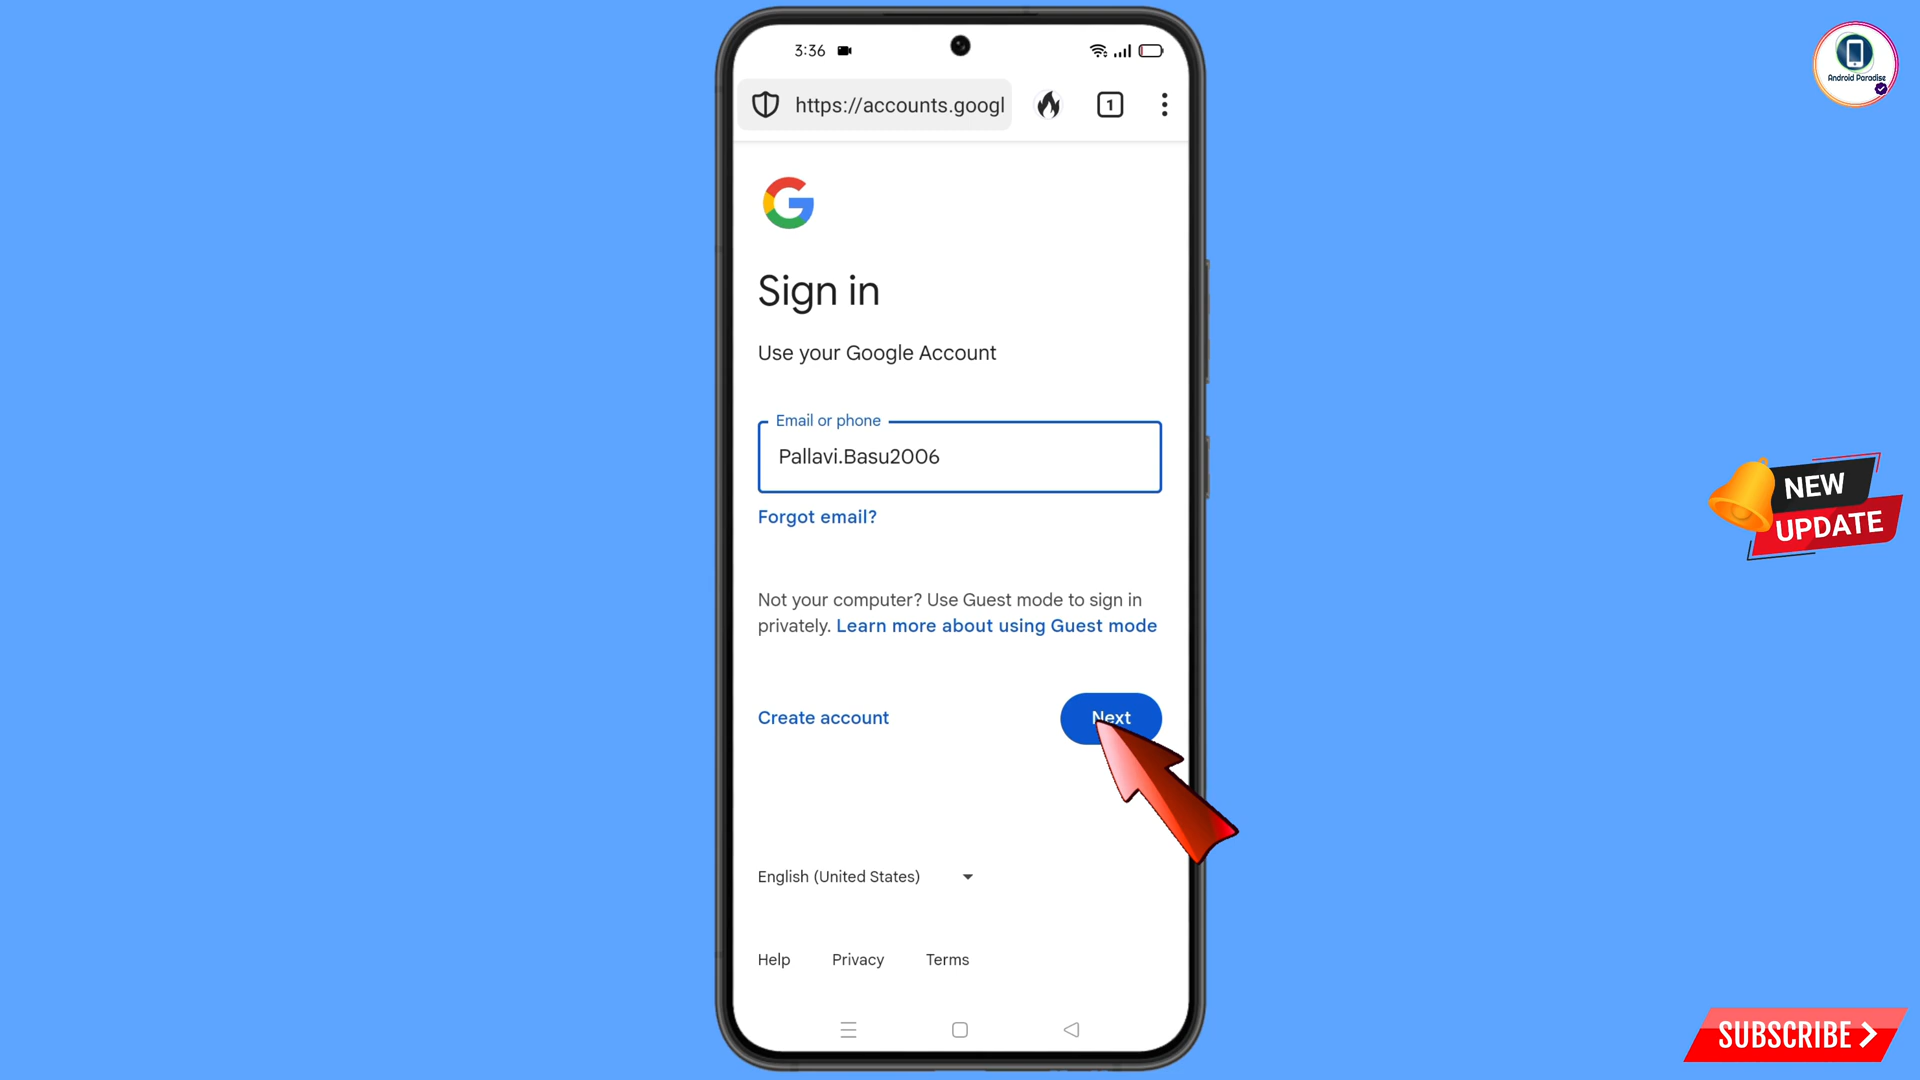 3:36
https://accounts.googl
1
Sign in
Use your Google Account
Email or phone
Pallavi.Basu2006
Forgot email?
Not your computer? Use Guest mode to sign in
privately. Learn more about using Guest mode
Create account
Next
English (United States)
Help
Privacy
Terms
Android Paradise
NEW
UPDATE
SUBSCRIBE